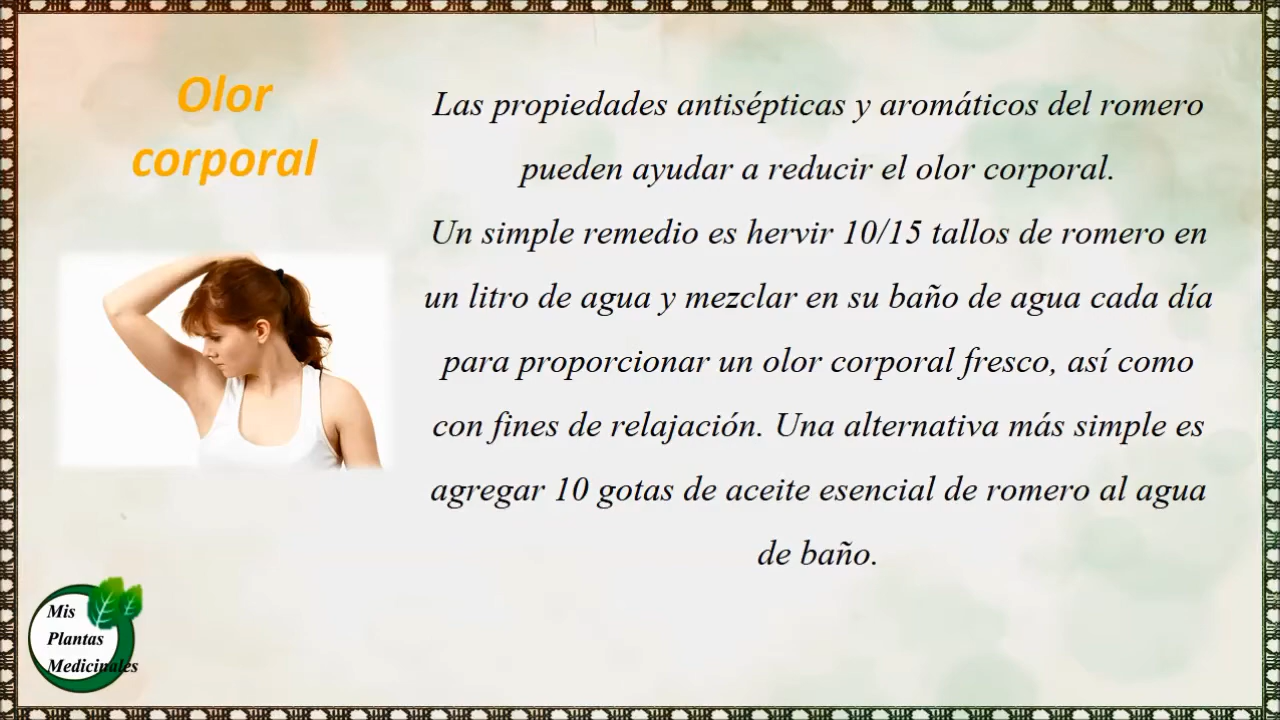 Olor
corporal
Las propiedades antisépticas y aromáticos del romero
pueden ayudar a reducir el olor corporal.
Un simple remedio es hervir 10/15 tallos de romero en
un litro de agua y mezclar en su baño de agua cada día
para proporcionar un olor corporal fresco, así como
con fines de relajación. Una alternativa más simple es
agregar 10 gotas de aceite esencial de romero al agua
de baño.
Mis
Plantas
Medicinales